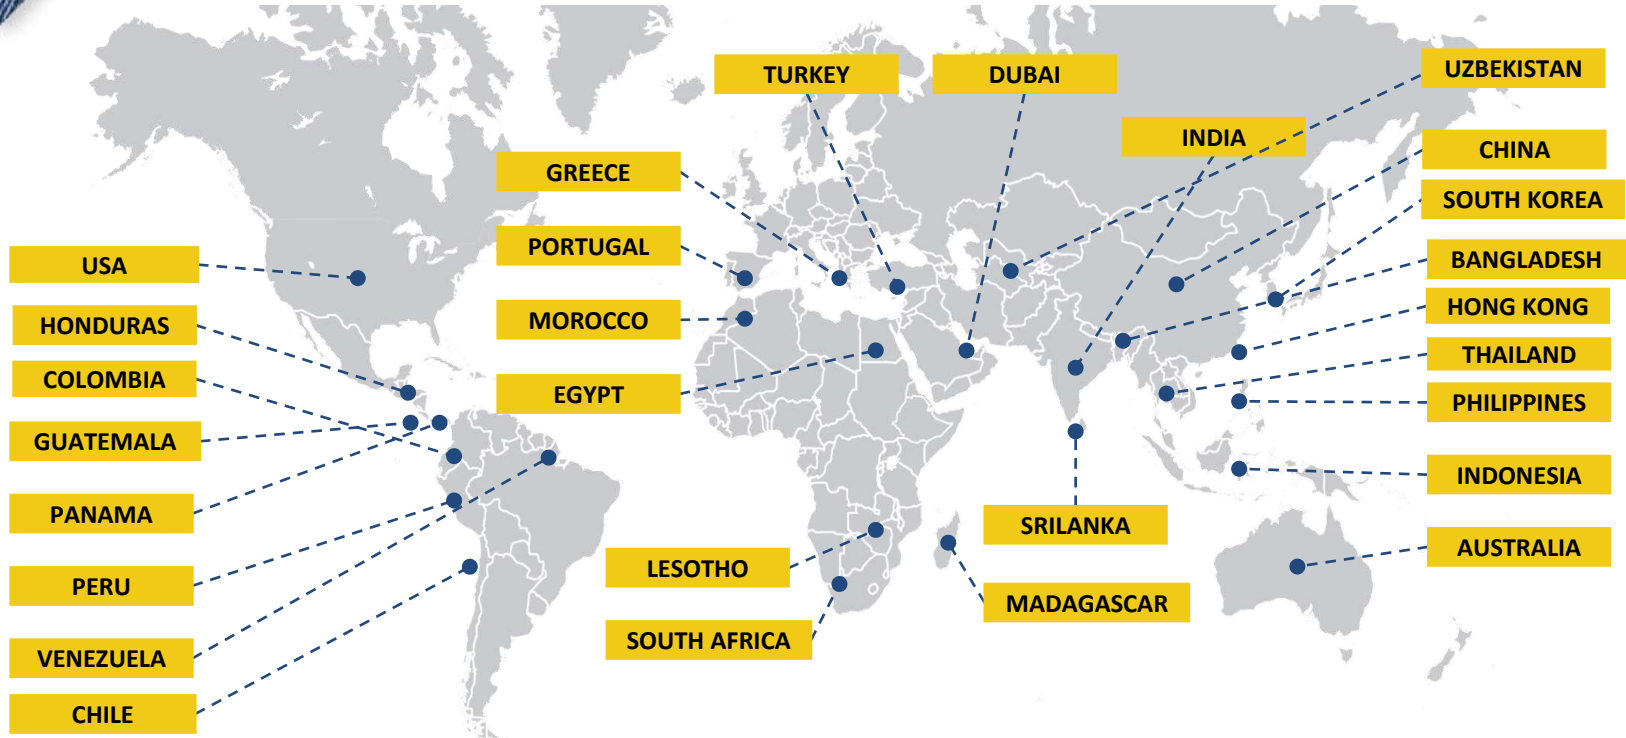 TURKEY
DUBAI
UZBEKISTAN
INDIA
CHINA
GREECE
SOUTH KOREA
PORTUGAL
USA
BANGLADESH
HONDURAS
MOROCCO
HONG KONG
COLOMBIA
THAILAND
EGYPT
PHILIPPINES
GUATEMALA
INDONESIA
PANAMA
SRILANKA
AUSTRALIA
LESOTHO
PERU
MADAGASCAR
SOUTH AFRICA
VENEZUELA
CHILE